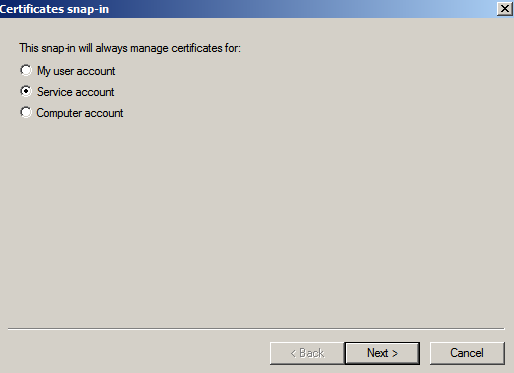 Certificates snap-in
This snap-in will always manage certificates for:
My user account
Service account
Computer account
< Back Next > Cancel